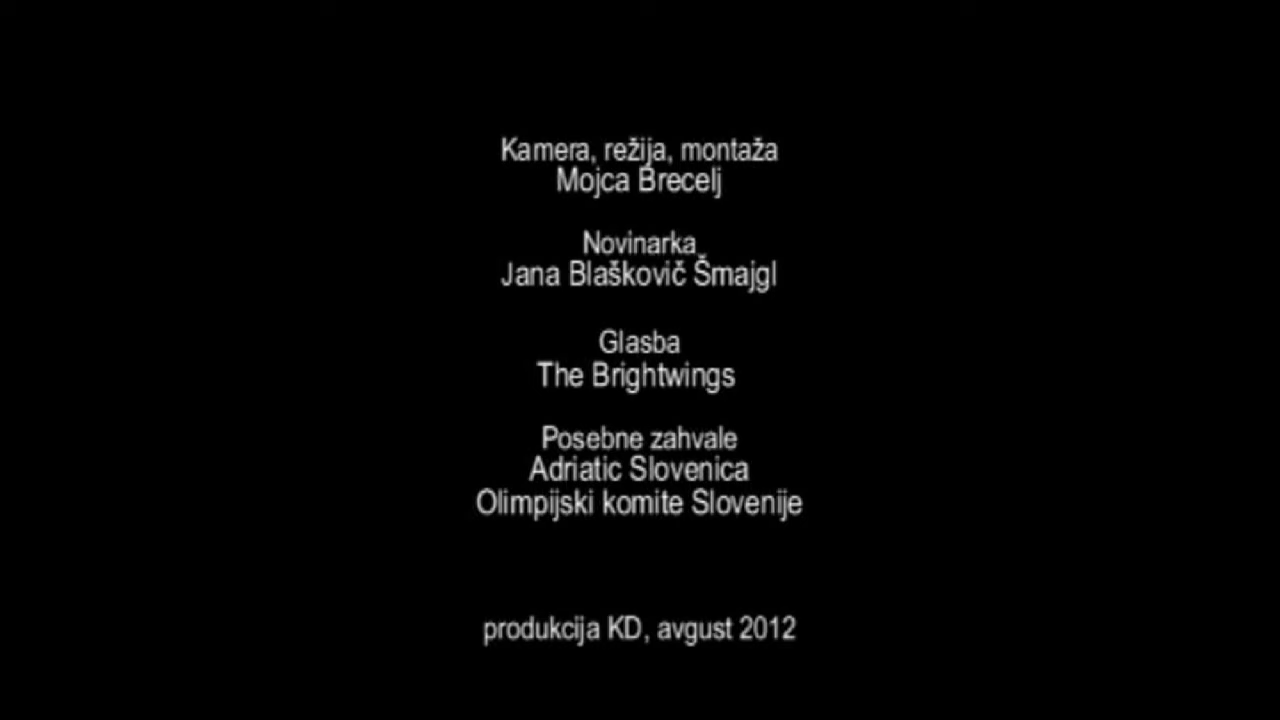 Kamera, režija, montaža
Mojca Brecelj
Novinarka
Jana Blaškovič Šmajgl
Glasba
The Brightwings
Posebne zahvale
Adriatic Slovenica
Olimpijski komite Slovenije
produkcija KD, avgust 2012